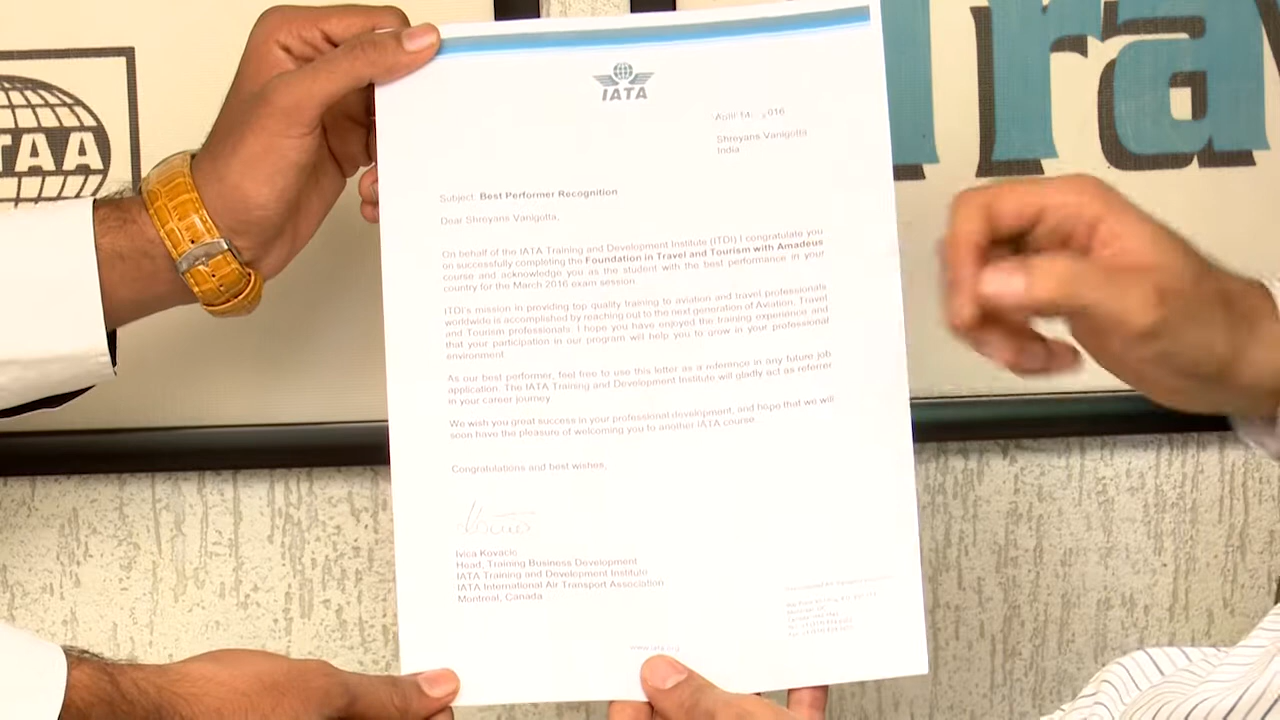 IATA
TAA
ra
April 14, 2016
Shreyans Vanigotta
India
Subject: Best Performer Recognition
Dear Shreyans Vanigotta,
On behalf of the IATA Training and Development Institute (ITDI) I congratulate you
on successfully completing the Foundation in Travel and Tourism with Amadeus
course and acknowledge you as the student with the best performance in your
country for the March 2016 exam session.
ITDI's mission in providing top quality training to aviation and travel professionals
worldwide is accomplished by reaching out to the next generation of Aviation, Travel
and Tourism professionals. I hope you have enjoyed the training experience and
that your participation in our program will help you to grow in your professional
environment.
As our best performer, feel free to use this letter as a reference in any future job
application. The IATA Training and Development Institute will gladly act as referrer
in your career journey.
We wish you great success in your professional development, and hope that we will
soon have the pleasure of welcoming you to another IATA course.
Congratulations and best wishes,
Ivica Kovacic
Head, Training Business Development
IATA Training and Development Institute
IATA International Air Transport Association
Montreal, Canada
www.iata.org